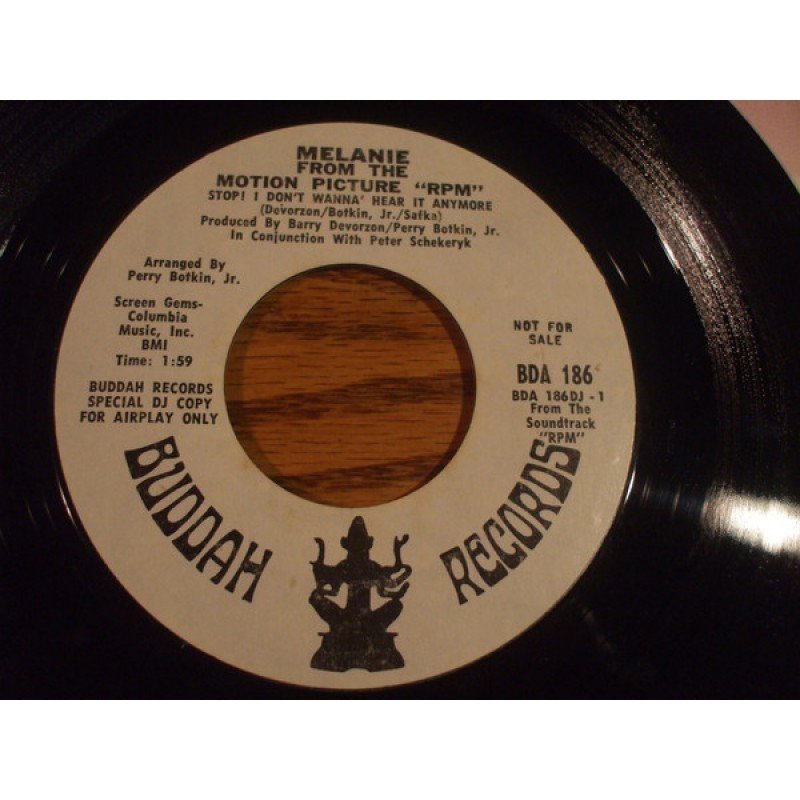 MELANIE
FROM THE
MOTION PICTURE "RPM"
STOP! I DON'T WANNA' HEAR IT ANYMORE
(Devorzon/Botkin, Jr./Safka)
Produced By Barry Devorzon/Perry Botkin, Jr.
In Conjunction With Peter Schekeryk
Arranged By
Perry Botkin, Jr.
Screen Gems-
Columbia
Music, Inc.
BMI
Time: 1:59
BUDDAH RECORDS
SPECIAL DJ COPY
FOR AIRPLAY ONLY
NOT FOR
SALE
BDA 186
BDA 186DJ - 1
From The
Soundtrack
"RPM"
BUDDAH RECORDS